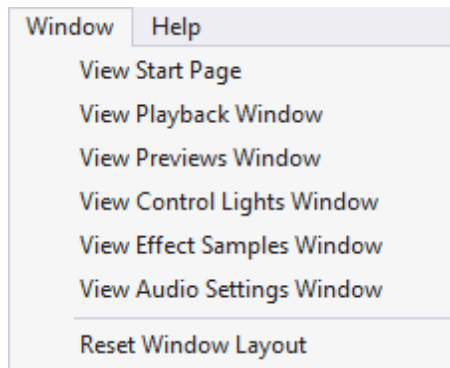 Window Help
View Start Page
View Playback Window
View Previews Window
View Control Lights Window
View Effect Samples Window
View Audio Settings Window
Reset Window Layout